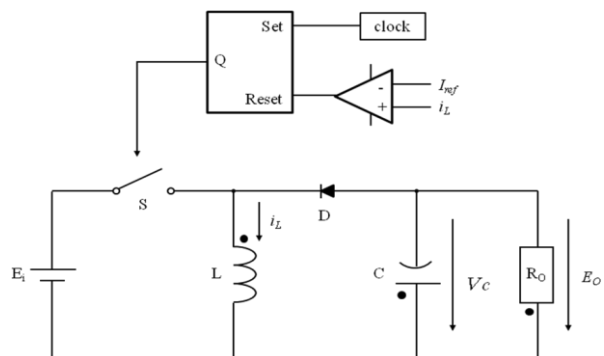 Set
clock
Q
Reset
-
I_ref
+
i_L
S
D
i_L
E_i
L
C
Vc
R_O
E_O